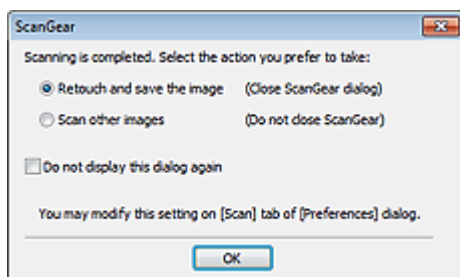 ScanGear
Scanning is completed. Select the action you prefer to take:
Retouch and save the image (Close ScanGear dialog)
Scan other images (Do not close ScanGear)
Do not display this dialog again
You may modify this setting on [Scan] tab of [Preferences] dialog.
OK